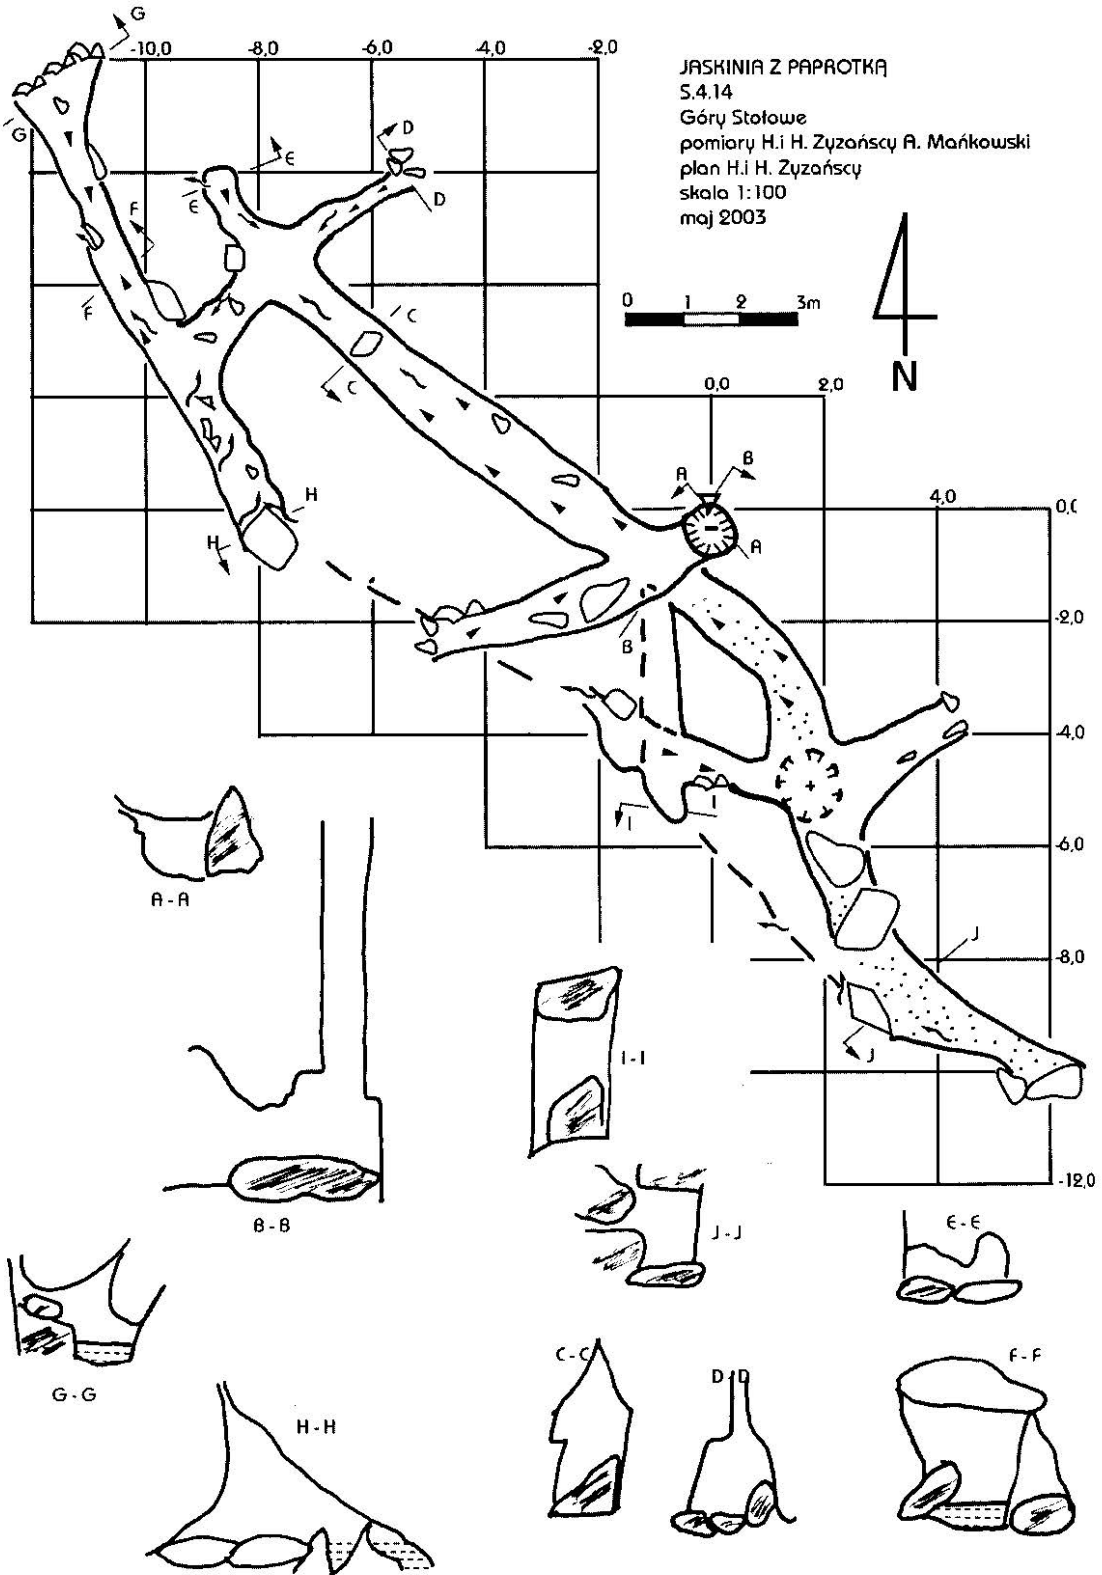 G
-10,0 -8,0 -6,0 -4,0 -2,0
JASKINIA Z PAPROTKĄ
S.4.14
Góry Stołowe
pomiary H.i H. Zyzańscy A. Mańkowski
plan H.i H. Zyzańscy
skala 1:100
maj 2003
G
E
D
E
D
F
F
0 1 2 3m
N
C
C
0,0 2,0
A
B
4,0
0,0
H
H
A
B
-2,0
-4,0
I
I
-6,0
J
-8,0
J
-12,0
A-A
I-I
B-B
J-J
E-E
G-G
C-C
D D
F-F
H-H